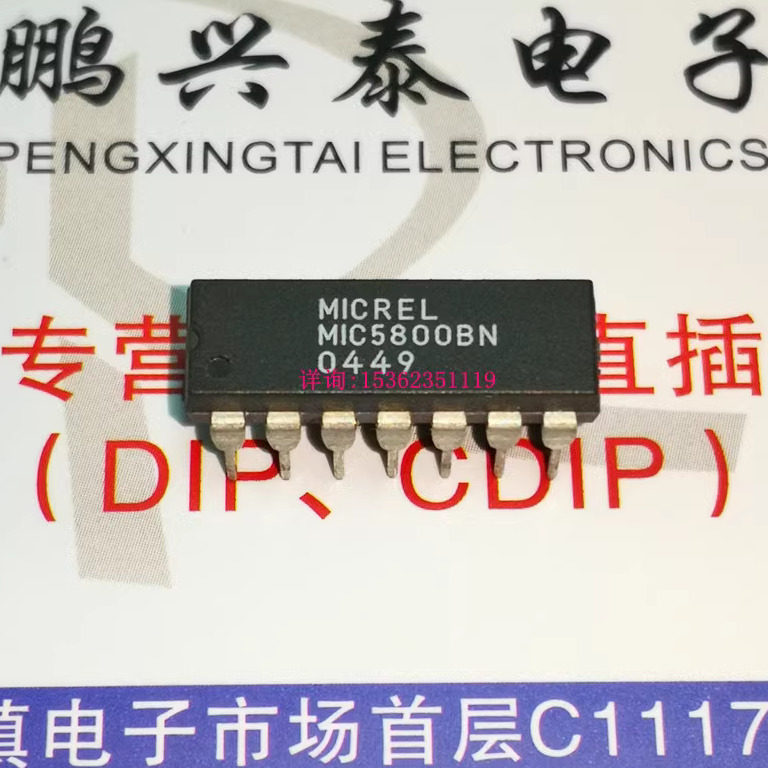 鹏兴泰电子
PENGXINGTAI ELECTRONICS
MICREL
MIC5800BN
0449
详询:15362351119
专营 直插
(DIP、CDIP)
镇电子市场首层C1117